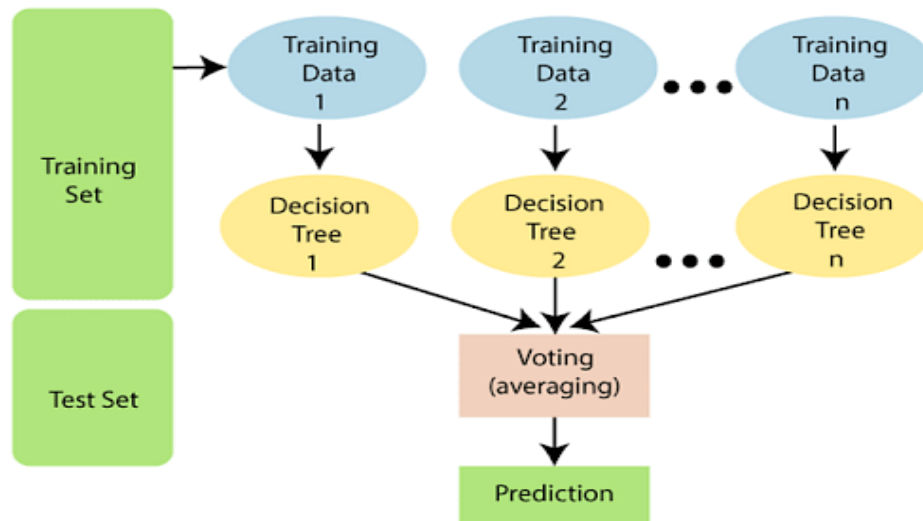 Training
Set
Test Set
Training
Data
1
Training
Data
2
Training
Data
n
Decision
Tree
1
Decision
Tree
2
Decision
Tree
n
Voting
(averaging)
Prediction